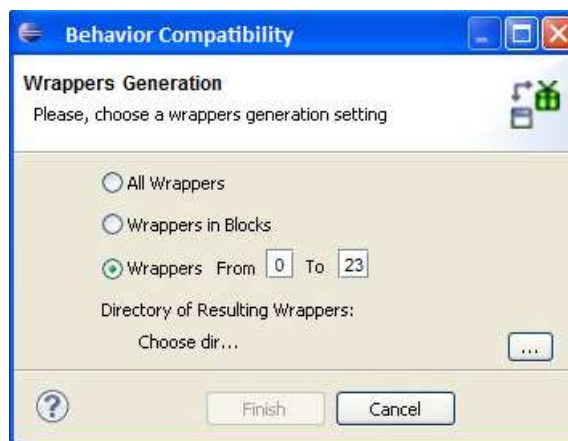 Behavior Compatibility
Wrappers Generation
Please, choose a wrappers generation setting
All Wrappers
Wrappers in Blocks
Wrappers From 0 To 23
Directory of Resulting Wrappers:
Choose dir...
...
?
Finish Cancel